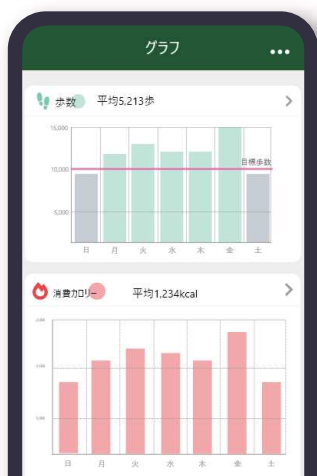 グラフ
歩数 平均5,213歩
15,000
目標歩数
10,000
5,000
日 月 火 水 木 金 土
消費カロリー 平均1,234kcal
日 月 火 水 木 金 土